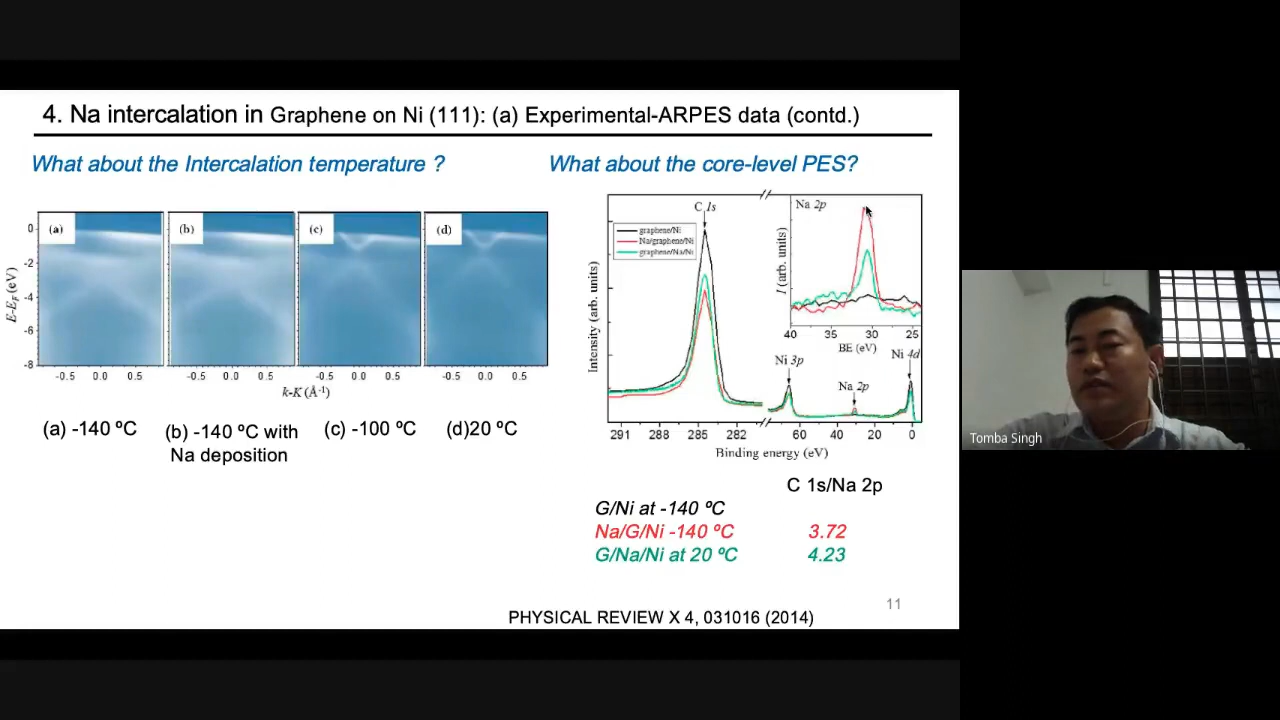 4. Na intercalation in Graphene on Ni (111): (a) Experimental-ARPES data (contd.)
What about the Intercalation temperature ?
What about the core-level PES?
(a)
(b)
(c)
(d)
0
-2
-4
-6
-8
E-E_F (eV)
-0.5 0.0 0.5
-0.5 0.0 0.5
-0.5 0.0 0.5
-0.5 0.0 0.5
k-K (Å⁻¹)
(a) -140 ºC
(b) -140 ºC with
Na deposition
(c) -100 ºC
(d)20 ºC
C 1s
graphene/Ni
Na/graphene/Ni
graphene/Na/Ni
Intensity (arb. units)
Na 2p
I (arb. units)
40 35 30 25
BE (eV)
Ni 3p
Na 2p
Ni 4d
291 288 285 282 60 40 20 0
Binding energy (eV)
C 1s/Na 2p
G/Ni at -140 ºC
Na/G/Ni -140 ºC 3.72
G/Na/Ni at 20 ºC 4.23
11
PHYSICAL REVIEW X 4, 031016 (2014)
Tomba Singh